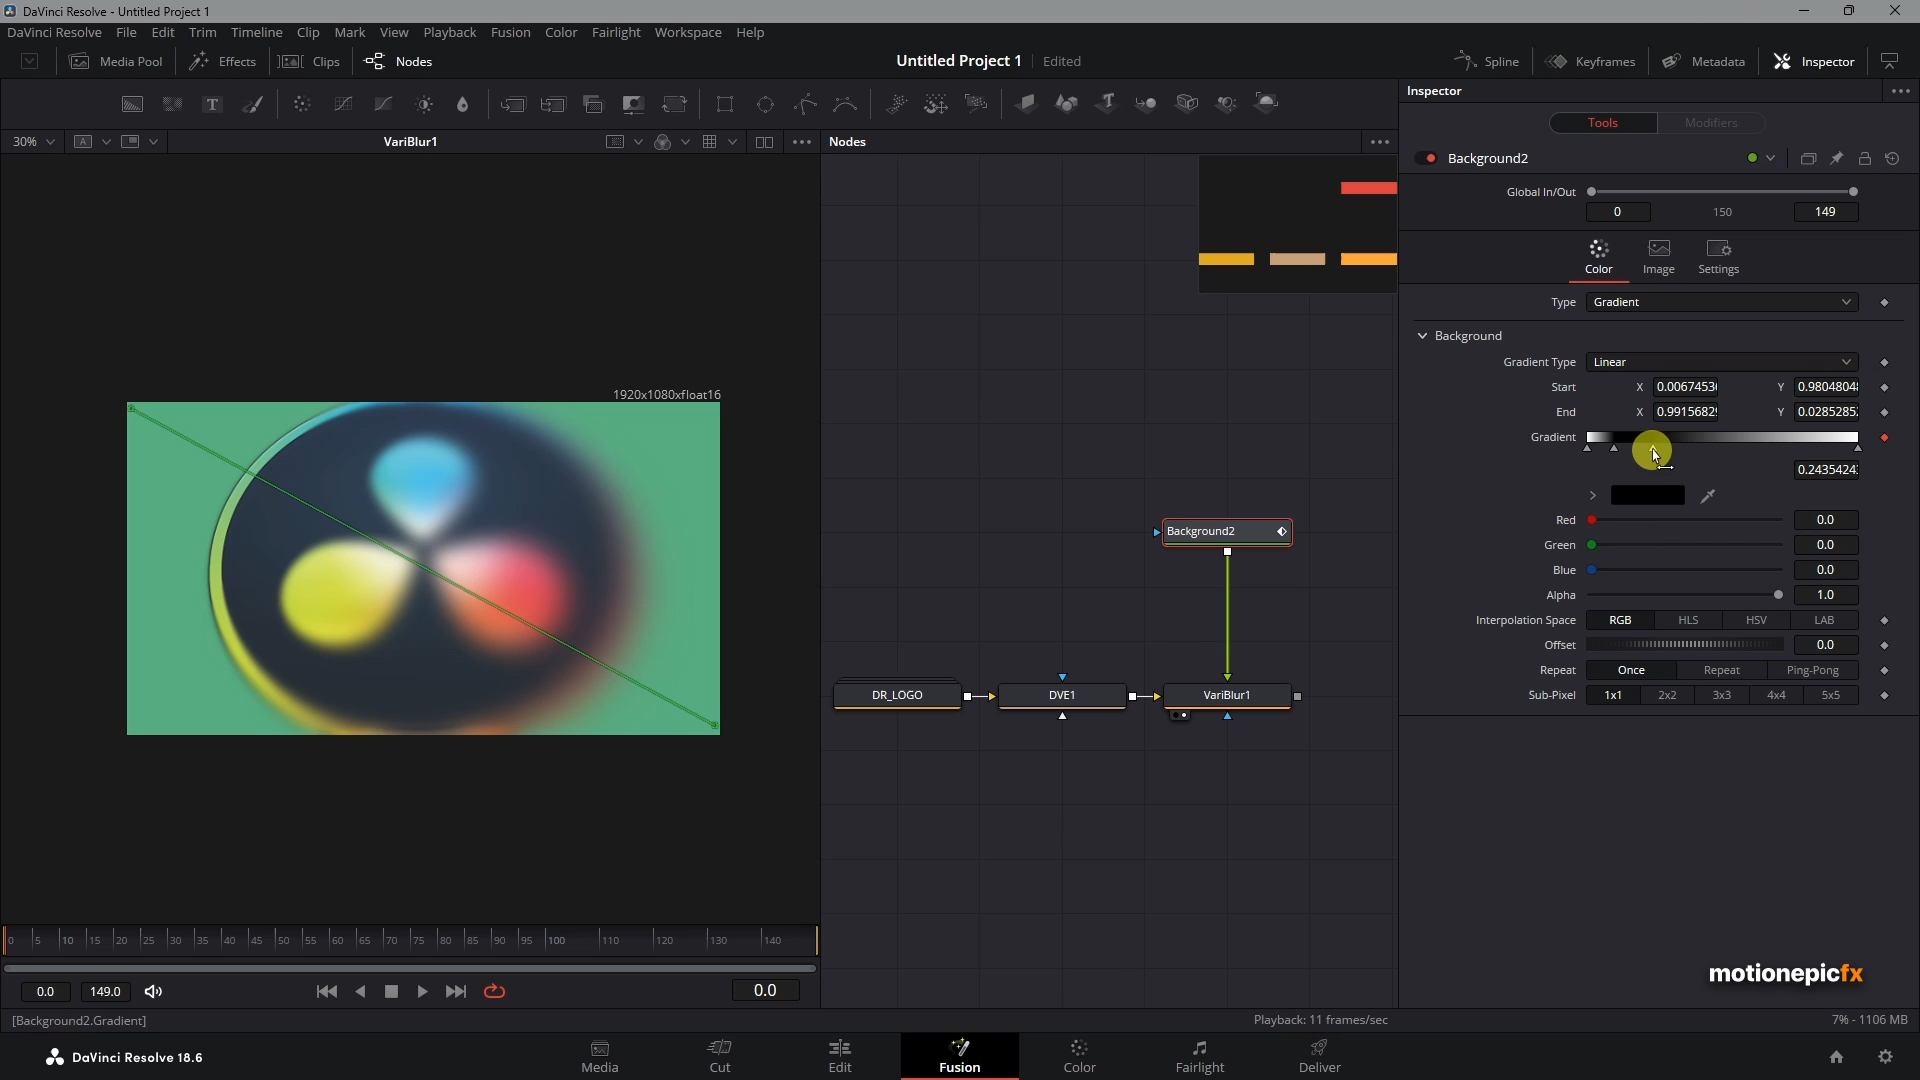 DaVinci Resolve - Untitled Project 1
DaVinci Resolve File Edit Trim Timeline Clip Mark View Playback Fusion Color Fairlight Workspace Help
Media Pool Effects Clips Nodes Untitled Project 1 Edited Spline Keyframes Metadata Inspector
T T Inspector
Tools Modifiers
30% A VariBlur1 Nodes
Background2
Global In/Out
0 150 149
Color Image Settings
Type Gradient
Background
Gradient Type Linear
Start X 0.0067453 Y 0.9804804
1920x1080xfloat16
End X 0.9915682 Y 0.0285285
Gradient
0.2435424
Red 0.0
Background2
Green 0.0
Blue 0.0
Alpha 1.0
Interpolation Space RGB HLS HSV LAB
Offset 0.0
Repeat Once Repeat Ping-Pong
Sub-Pixel 1x1 2x2 3x3 4x4 5x5
DR_LOGO DVE1 VariBlur1
0 5 10 15 20 25 30 35 40 45 50 55 60 65 70 75 80 85 90 95 100 110 120 130 140
motionepicfx
0.0 149.0 0.0
[Background2.Gradient] Playback: 11 frames/sec 7% - 1106 MB
DaVinci Resolve 18.6 Media Cut Edit Fusion Color Fairlight Deliver